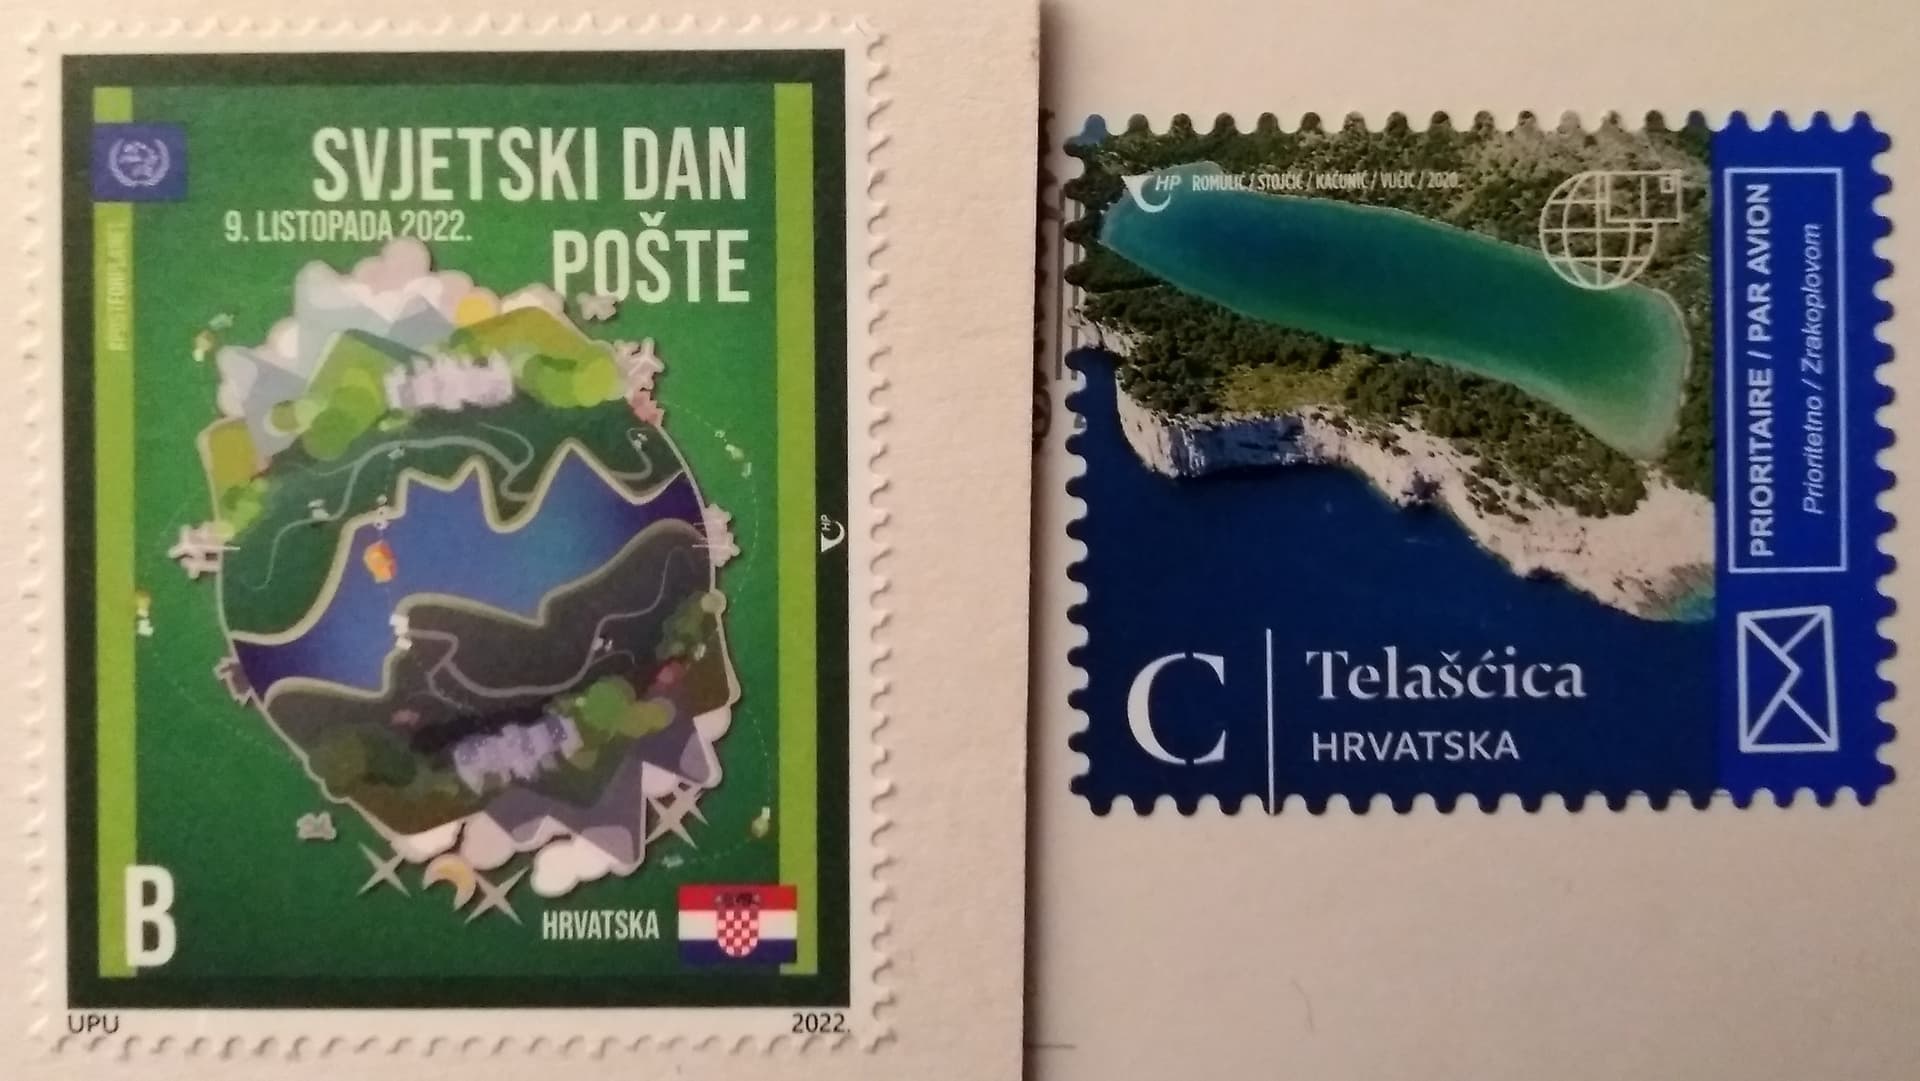 SVJETSKI DAN
9. LISTOPADA 2022.
POŠTE
#POSTFORPLANET
HP
B
HRVATSKA
UPU
2022.
HP ROMULIĆ / STOJČIĆ / KAČUNIĆ / VUČIĆ / 2020.
PRIORITAIRE / PAR AVION
Prioritetno / Zrakoplovom
C
Telašćica
HRVATSKA